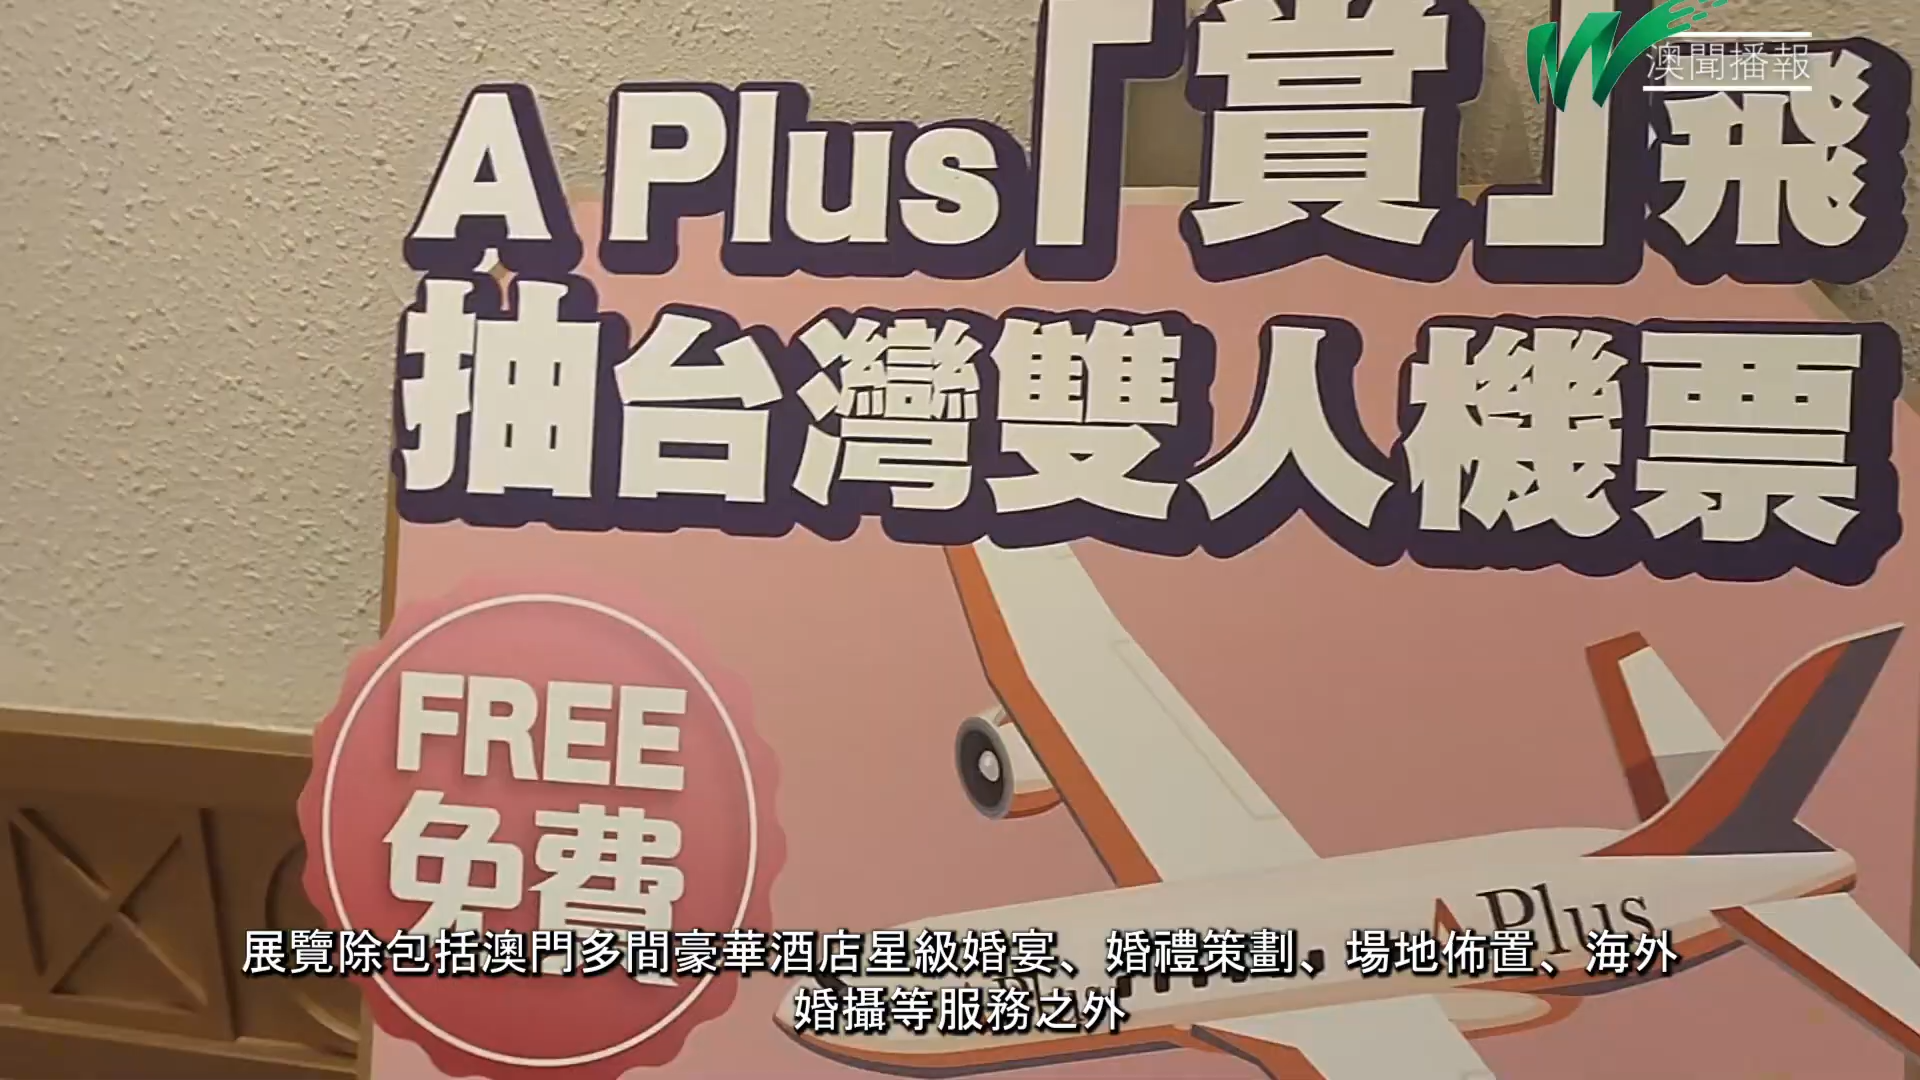 澳聞播報
A Plus「賞」飛
抽台灣雙人機票
FREE
免費
A Plus
展覽除包括澳門多間豪華酒店星級婚宴、婚禮策劃、場地佈置、海外
婚攝等服務之外